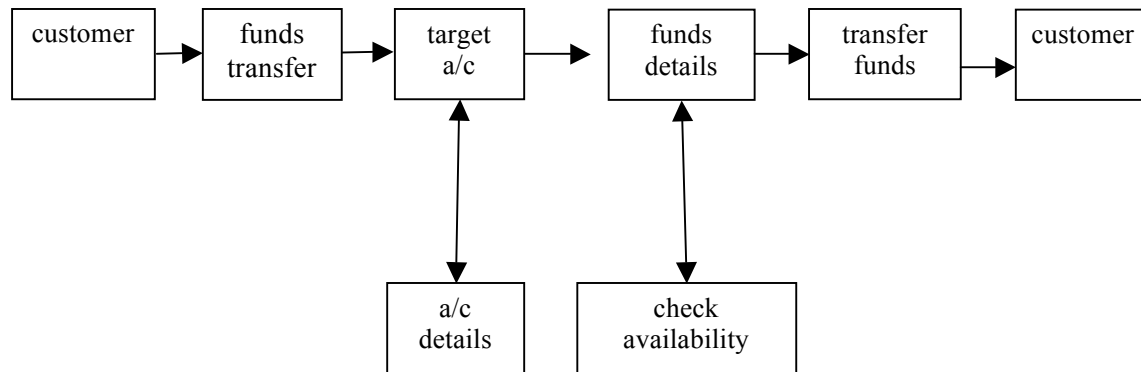 customer
funds
transfer
target
a/c
funds
details
transfer
funds
customer
a/c
details
check
availability